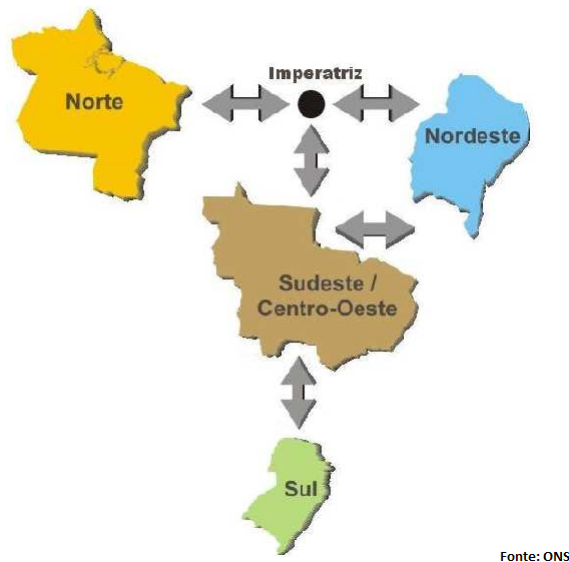 Imperatriz
Norte
Nordeste
Sudeste /
Centro-Oeste
Sul
Fonte: ONS